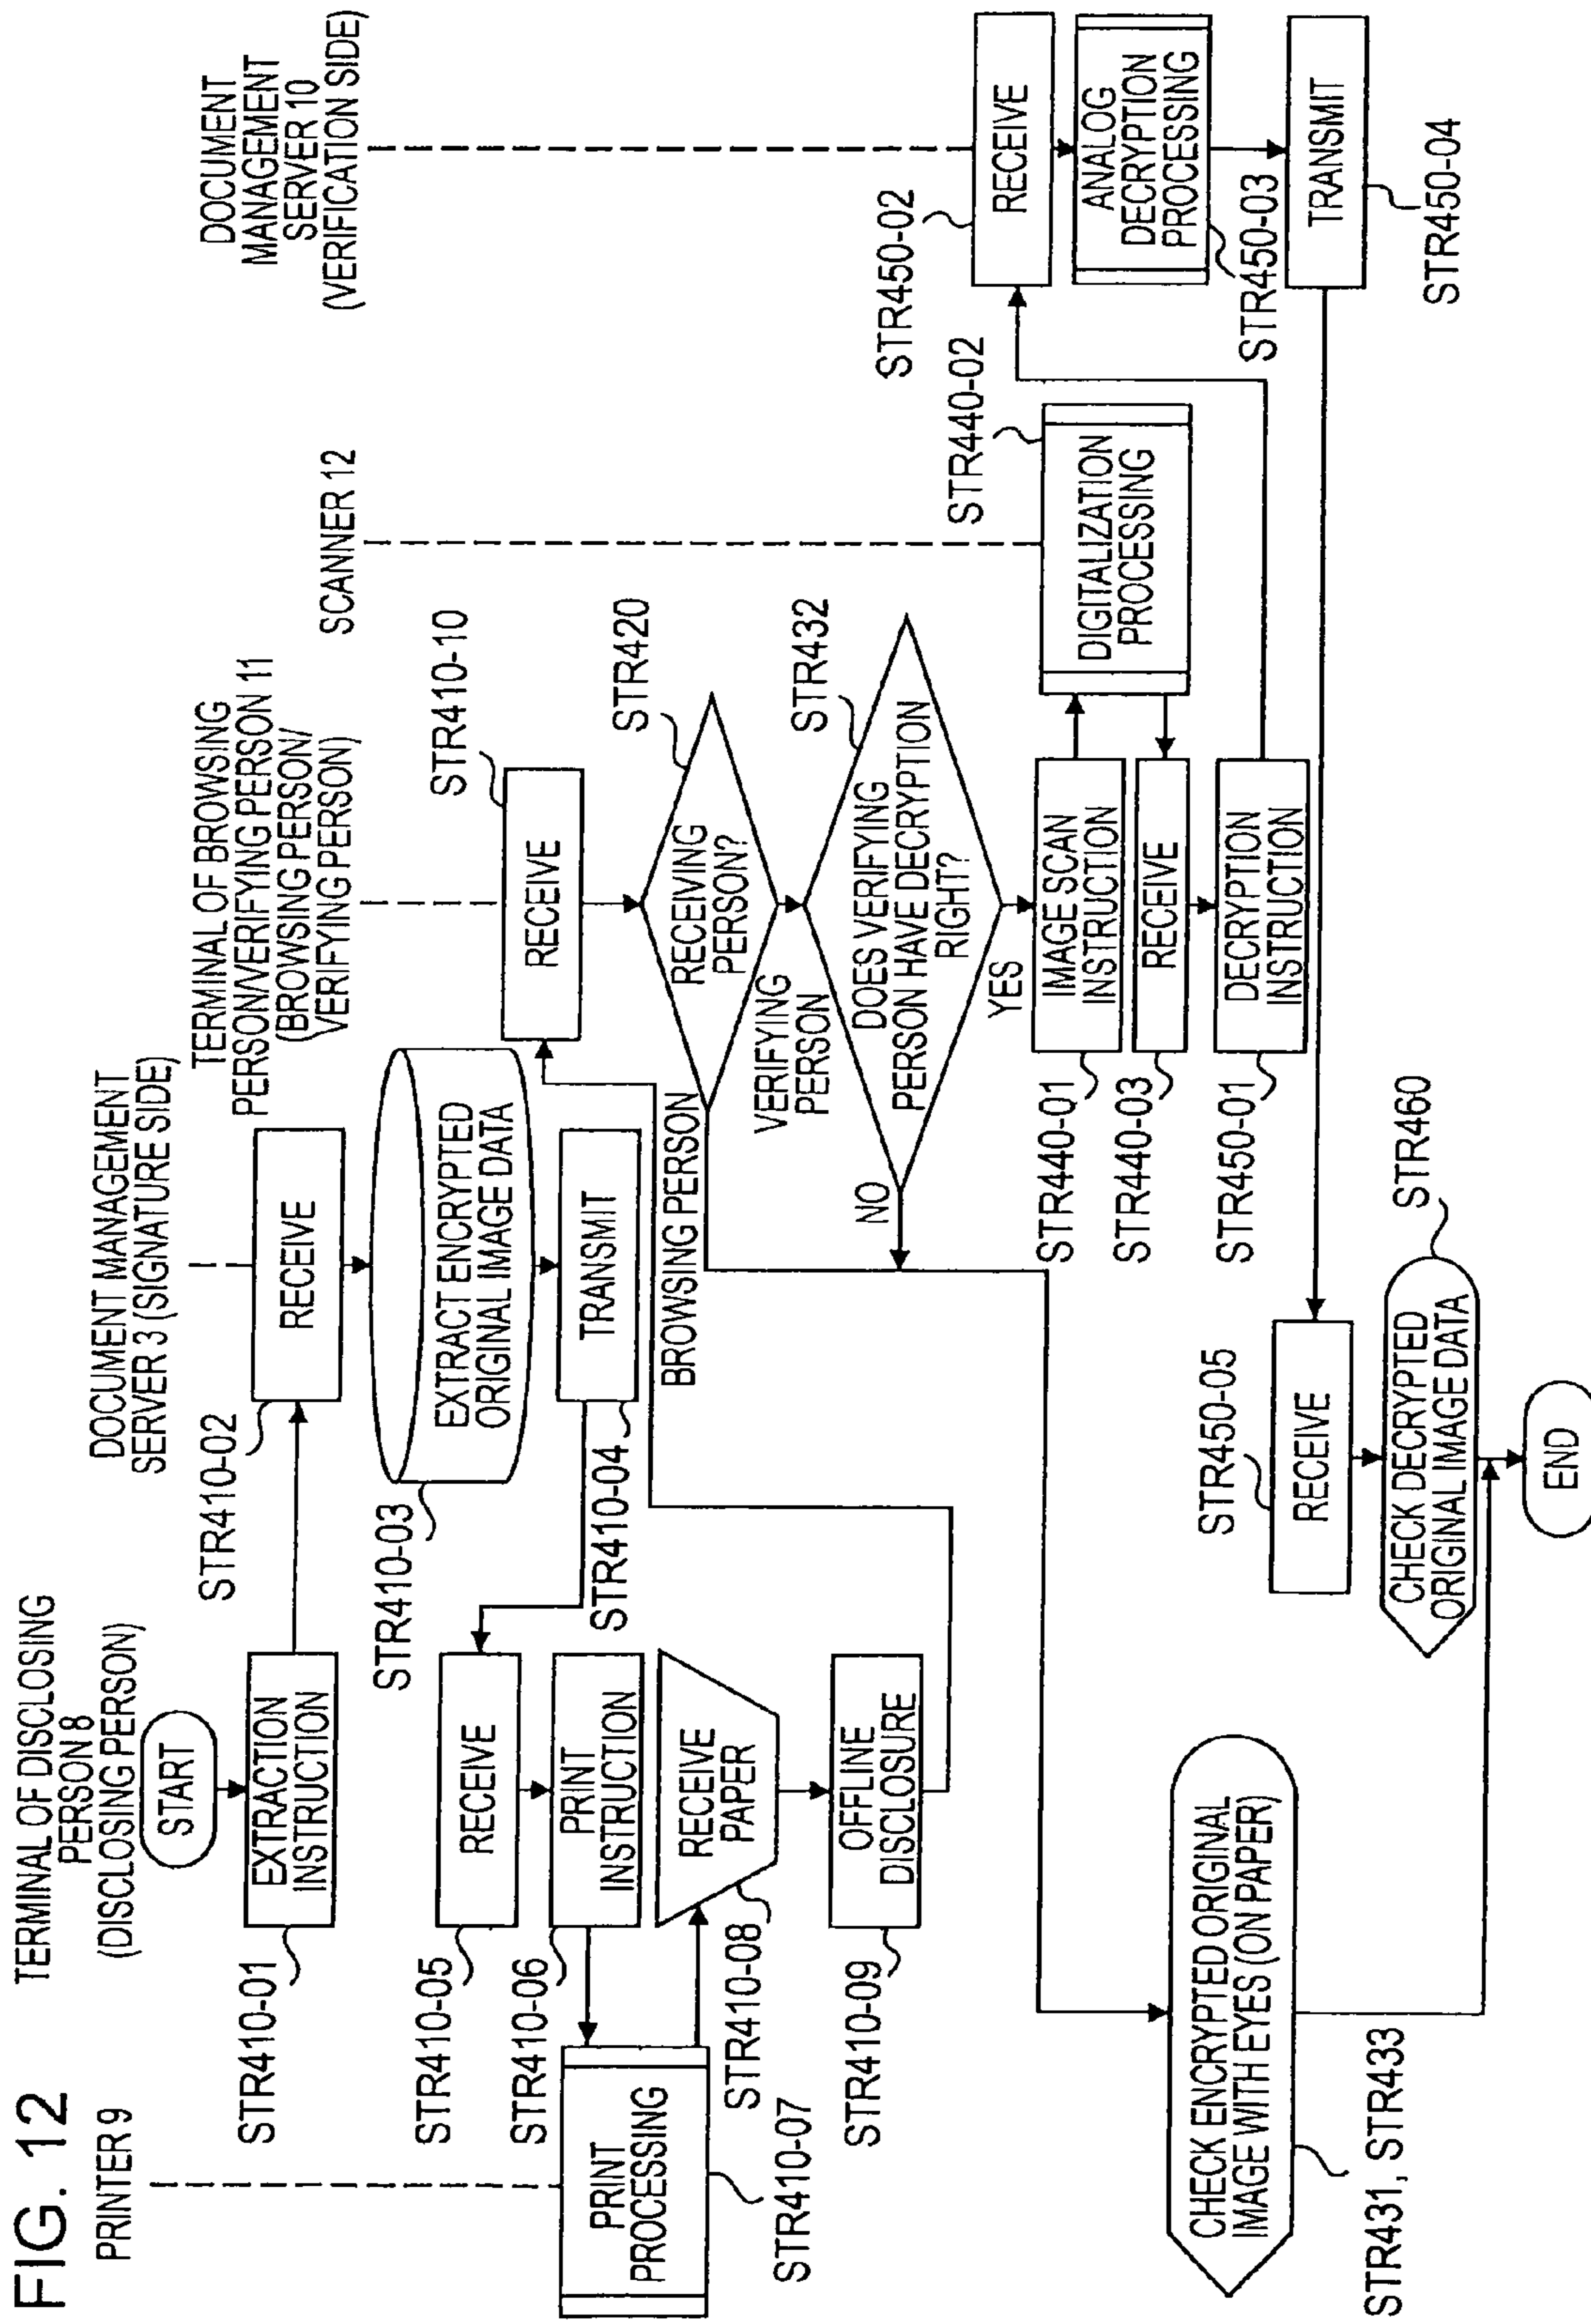 FIG. 12
PRINTER 9
TERMINAL OF DISCLOSING
PERSON 8
(DISCLOSING PERSON)
DOCUMENT MANAGEMENT
SERVER 3 (SIGNATURE SIDE)
TERMINAL OF BROWSING
PERSON/VERIFYING PERSON 11
(BROWSING PERSON/
VERIFYING PERSON)
SCANNER 12
DOCUMENT
MANAGEMENT
SERVER 10
(VERIFICATION SIDE)
START
STR410-01
EXTRACTION
INSTRUCTION
STR410-02
RECEIVE
STR410-03
EXTRACT ENCRYPTED
ORIGINAL IMAGE DATA
TRANSMIT
STR410-04
STR410-05
RECEIVE
STR410-06
PRINT
INSTRUCTION
PRINT
PROCESSING
STR410-07
RECEIVE
PAPER
STR410-08
STR410-09
OFFLINE
DISCLOSURE
STR410-10
RECEIVE
STR420
RECEIVING
PERSON?
BROWSING PERSON
VERIFYING
PERSON
STR432
DOES VERIFYING
PERSON HAVE DECRYPTION
RIGHT?
NO
YES
STR440-01
IMAGE SCAN
INSTRUCTION
STR440-02
DIGITALIZATION
PROCESSING
STR440-03
RECEIVE
STR450-01
DECRYPTION
INSTRUCTION
STR450-02
RECEIVE
ANALOG
DECRYPTION
PROCESSING
STR450-03
TRANSMIT
STR450-04
STR450-05
RECEIVE
STR460
CHECK DECRYPTED
ORIGINAL IMAGE DATA
CHECK ENCRYPTED ORIGINAL
IMAGE WITH EYES (ON PAPER)
STR431, STR433
END